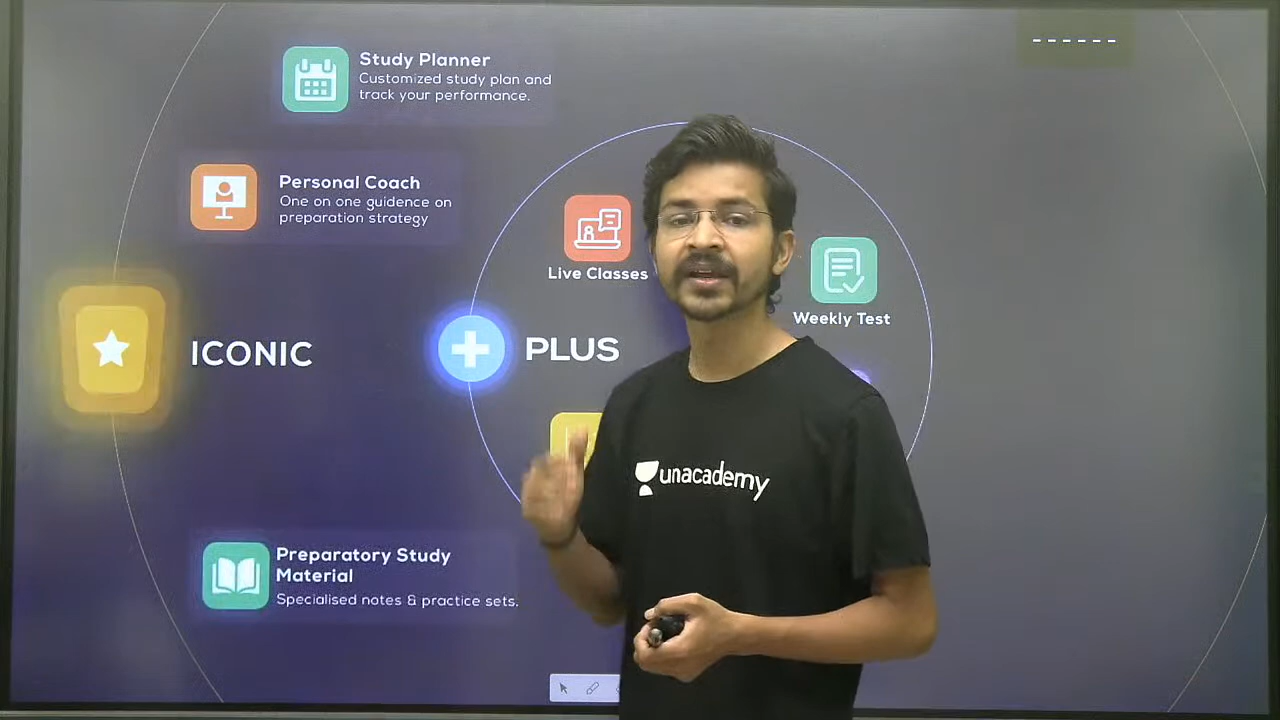 Study Planner
Customized study plan and
track your performance.
Personal Coach
One on one guidence on
preparation strategy
Live Classes
Weekly Test
ICONIC
PLUS
unacademy
Preparatory Study
Material
Specialised notes & practice sets.